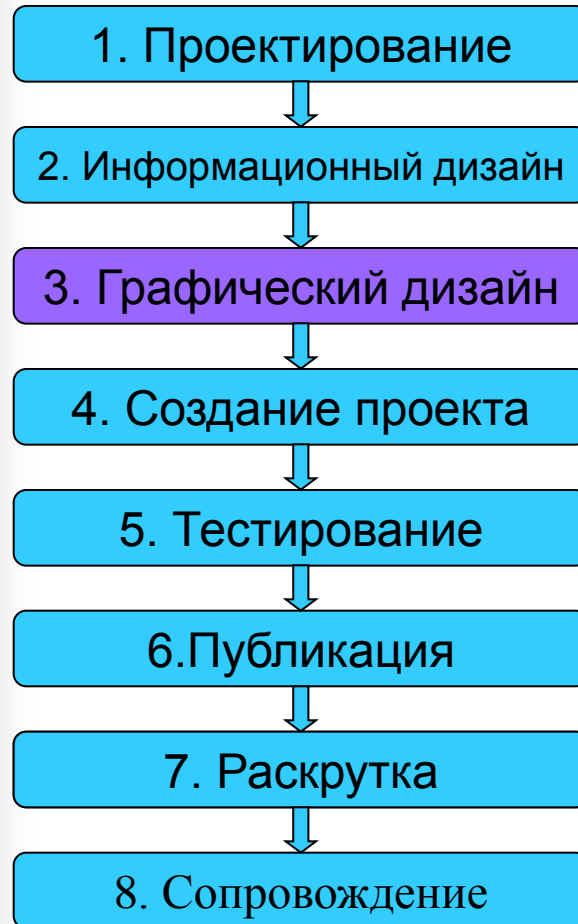 1. Проектирование
2. Информационный дизайн
3. Графический дизайн
4. Создание проекта
5. Тестирование
6.Публикация
7. Раскрутка
8. Сопровождение